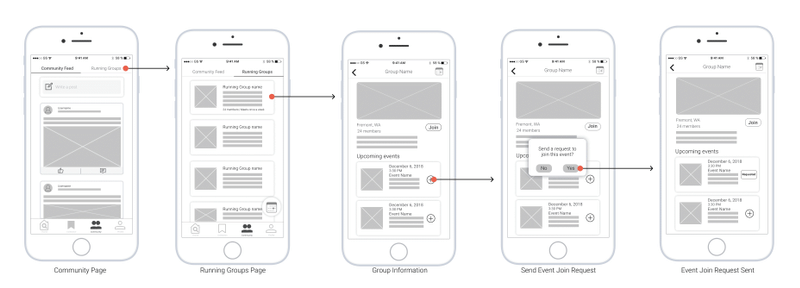 9:41 AM
Community Feed Running Groups
Username
Username
Community Page
9:41 AM
Community Feed Running Groups
Running Group name
Running Group name
Running Group name
Running Group name
Running Groups Page
9:41 AM
Group Name
Fremont, WA
24 members
Join
Upcoming events
December 6, 2018
5:30 PM
Event Name
December 6, 2018
5:30 PM
Event Name
Group Information
9:41 AM
Group Name
Fremont, WA
24 members
Join
Send a request to
join this event?
No Yes
Event Name
December 6, 2018
5:30 PM
Event Name
Send Event Join Request
9:41 AM
Group Name
Fremont, WA
24 members
Join
Upcoming events
December 6, 2018
5:30 PM
Event Name
Requested
December 6, 2018
5:30 PM
Event Name
Event Join Request Sent